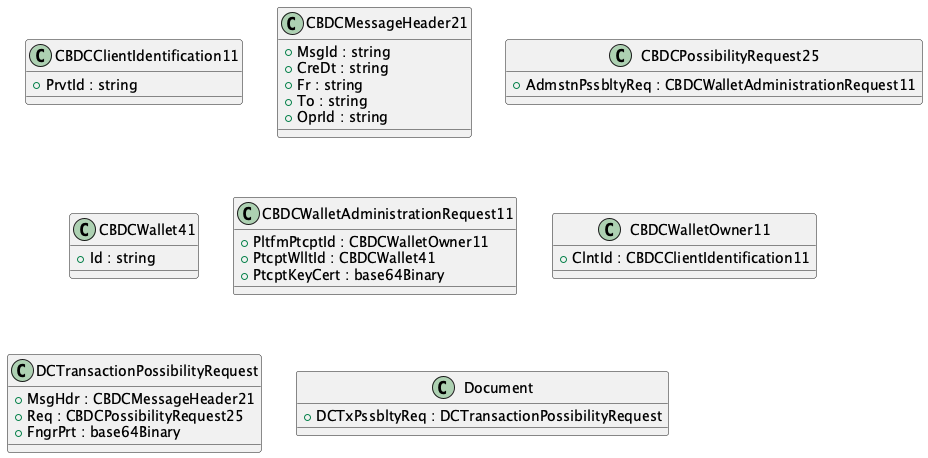 C CBDCClientIdentification11
PrvtId : string
C CBDCMessageHeader21
MsgId : string
CreDt : string
Fr : string
To : string
OprId : string
C CBDCPossibilityRequest25
AdmstnPssbltyReq : CBDCWalletAdministrationRequest11
C CBDCWallet41
Id : string
C CBDCWalletAdministrationRequest11
PltfmPtcptId : CBDCWalletOwner11
PtcptWlltId : CBDCWallet41
PtcptKeyCert : base64Binary
C CBDCWalletOwner11
ClntId : CBDCClientIdentification11
C DCTransactionPossibilityRequest
MsgHdr : CBDCMessageHeader21
Req : CBDCPossibilityRequest25
FngrPrt : base64Binary
C Document
DCTxPssbltyReq : DCTransactionPossibilityRequest